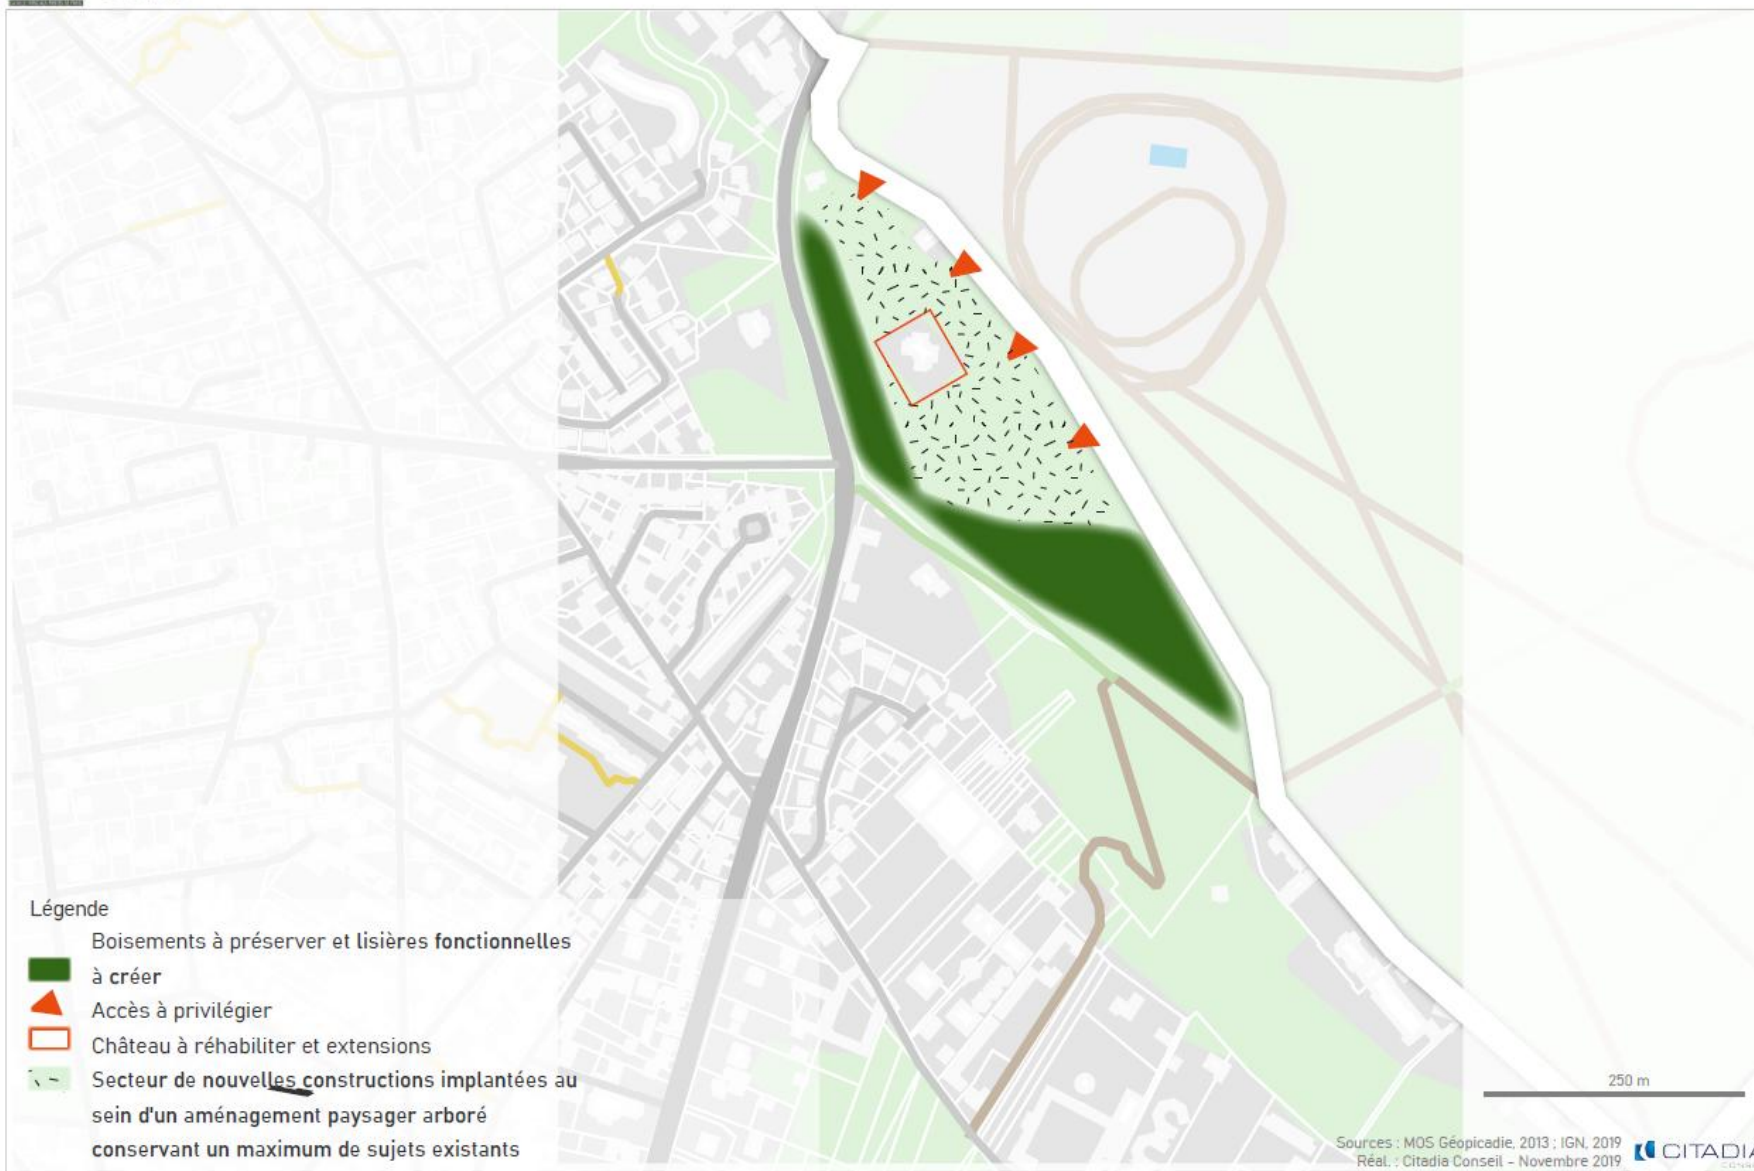 Légende
Boisements à préserver et lisières fonctionnelles
à créer
Accès à privilégier
Château à réhabiliter et extensions
Secteur de nouvelles constructions implantées au
sein d'un aménagement paysager arboré
conservant un maximum de sujets existants
250 m
Sources : MOS Géopicadie, 2013 ; IGN, 2019
Réal. : Citadia Conseil - Novembre 2019
CITADIA